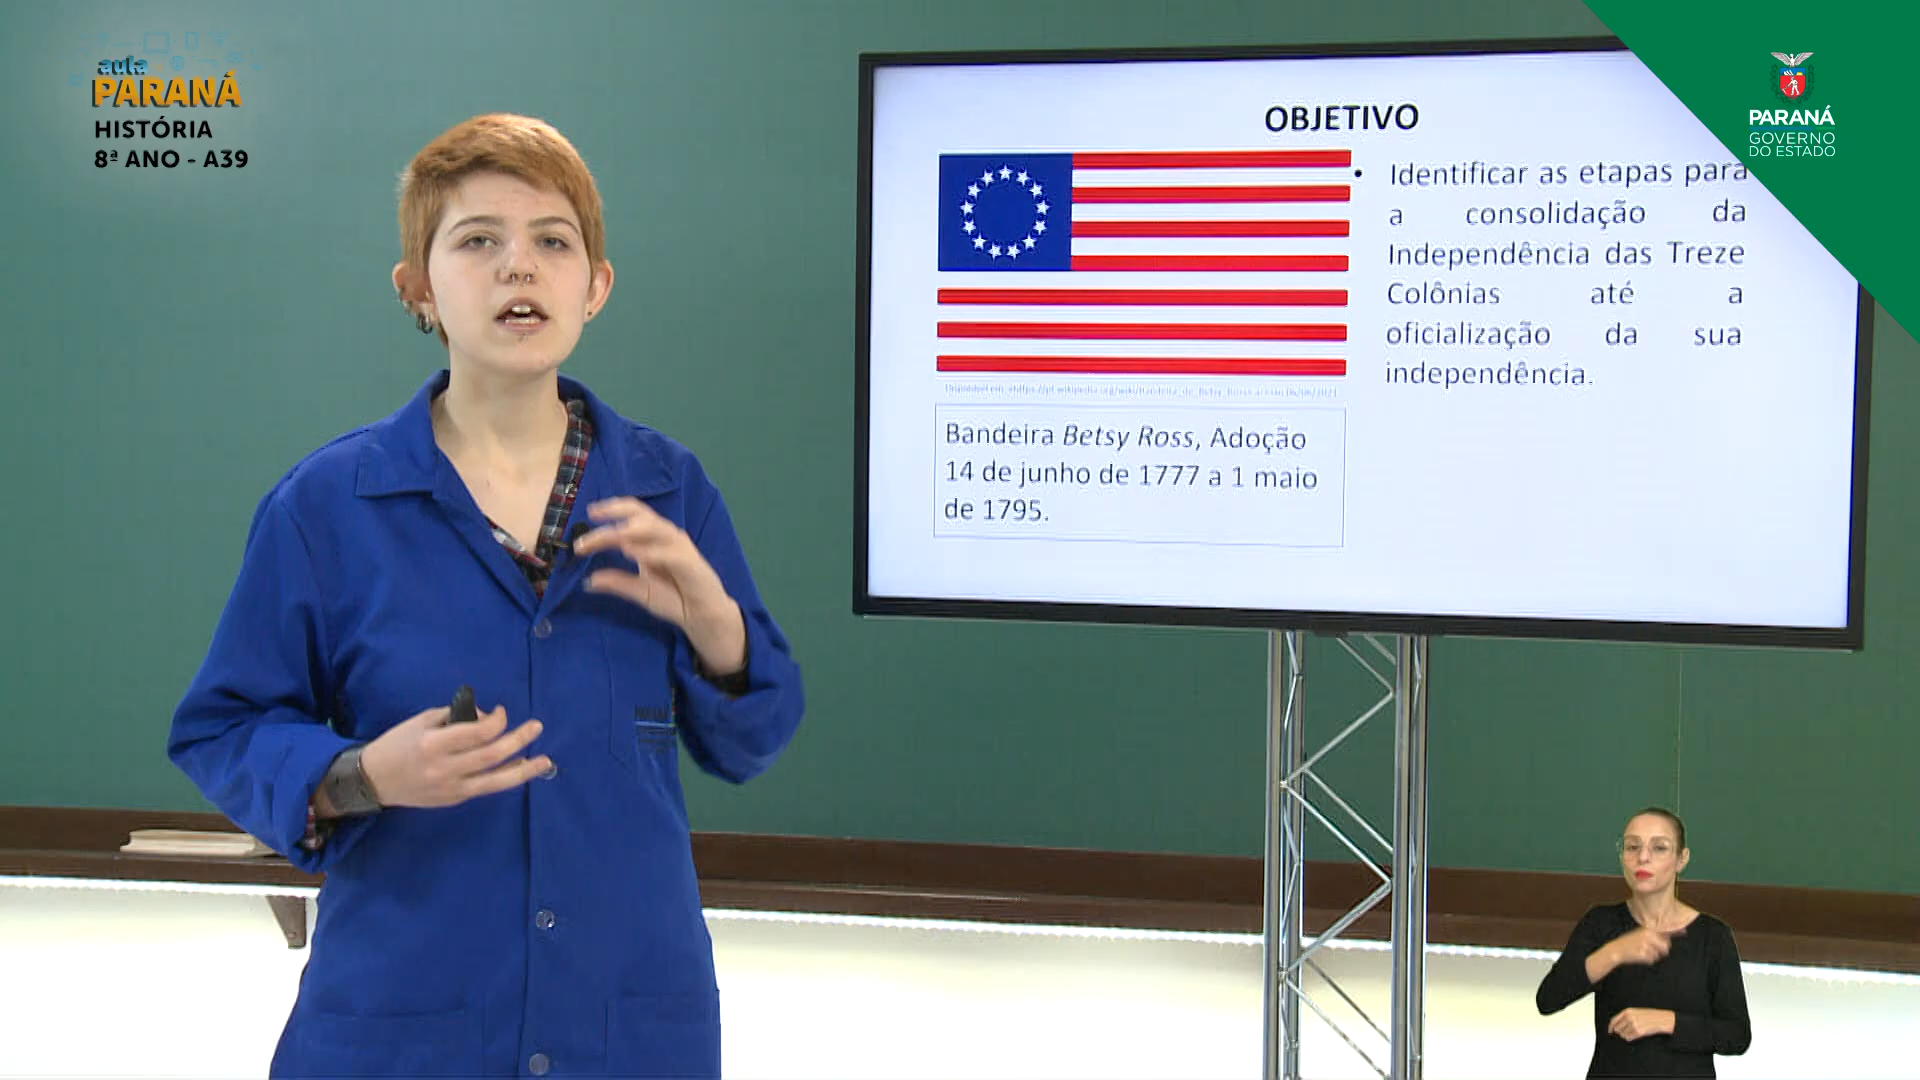 aula
PARANÁ
HISTÓRIA
8ª ANO - A39
OBJETIVO
• Identificar as etapas para
a consolidação da
Independência das Treze
Colônias até a
oficialização da sua
independência.
Bandeira Betsy Ross, Adoção
14 de junho de 1777 a 1 maio
de 1795.
PARANÁ
GOVERNO
DO ESTADO